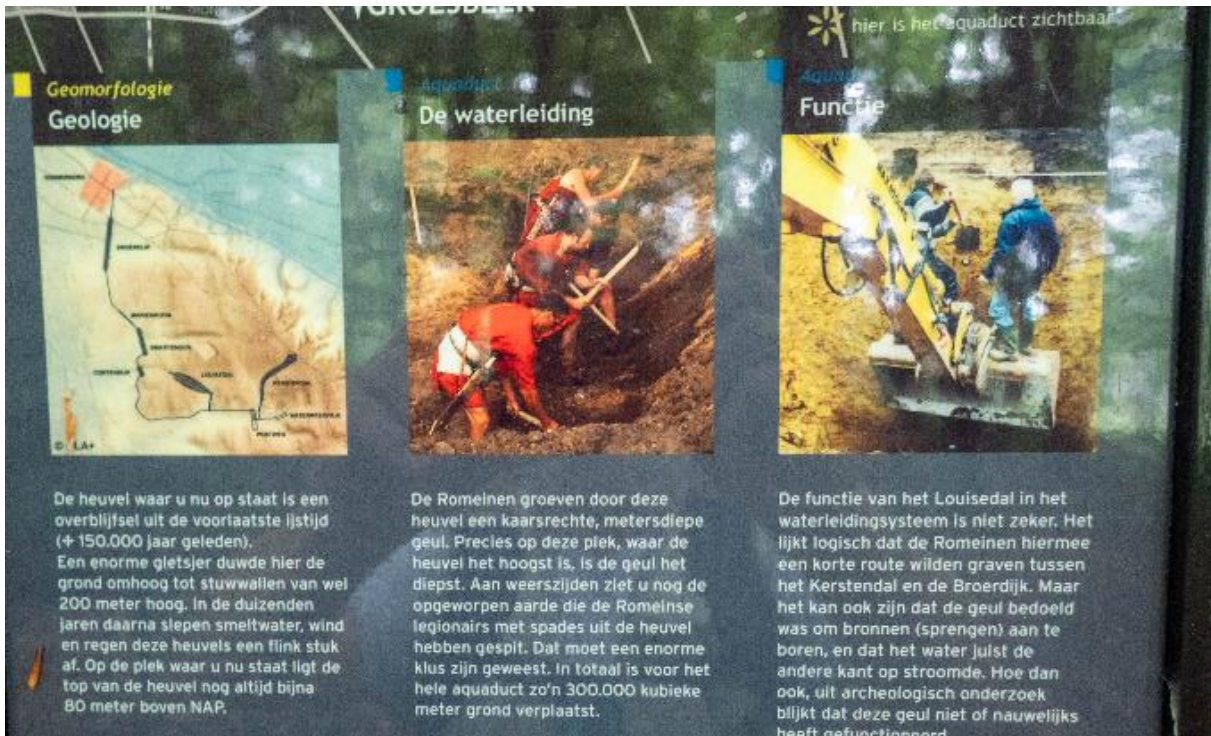 GROESBEEK
hier is het aquaduct zichtbaar
Geomorfologie
Geologie
De heuvel waar u nu op staat is een
overblijfsel uit de voorlaatste ijstijd
(+ 150.000 jaar geleden).
Een enorme gletsjer duwde hier de
grond omhoog tot stuwwallen van wel
200 meter hoog. In de duizenden
jaren daarna slepen smeltwater, wind
en regen deze heuvels een flink stuk
af. Op de plek waar u nu staat ligt de
top van de heuvel nog altijd bijna
80 meter boven NAP.
Aquaduct
De waterleiding
De Romeinen groeven door deze
heuvel een kaarsrechte, metersdiepe
geul. Precies op deze plek, waar de
heuvel het hoogst is, is de geul het
diepst. Aan weerszijden ziet u nog de
opgeworpen aarde die de Romeinse
legionairs met spades uit de heuvel
hebben gespit. Dat moet een enorme
klus zijn geweest. In totaal is voor het
hele aquaduct zo'n 300.000 kubieke
meter grond verplaatst.
Functie
De functie van het Louisedal in het
waterleidingsysteem is niet zeker. Het
lijkt logisch dat de Romeinen hiermee
een korte route wilden graven tussen
het Kerstendal en de Broerdijk. Maar
het kan ook zijn dat de geul bedoeld
was om bronnen (sprengen) aan te
boren, en dat het water juist de
andere kant op stroomde. Hoe dan
ook, uit archeologisch onderzoek
blijkt dat deze geul niet of nauwelijks
heeft gefunctioneerd